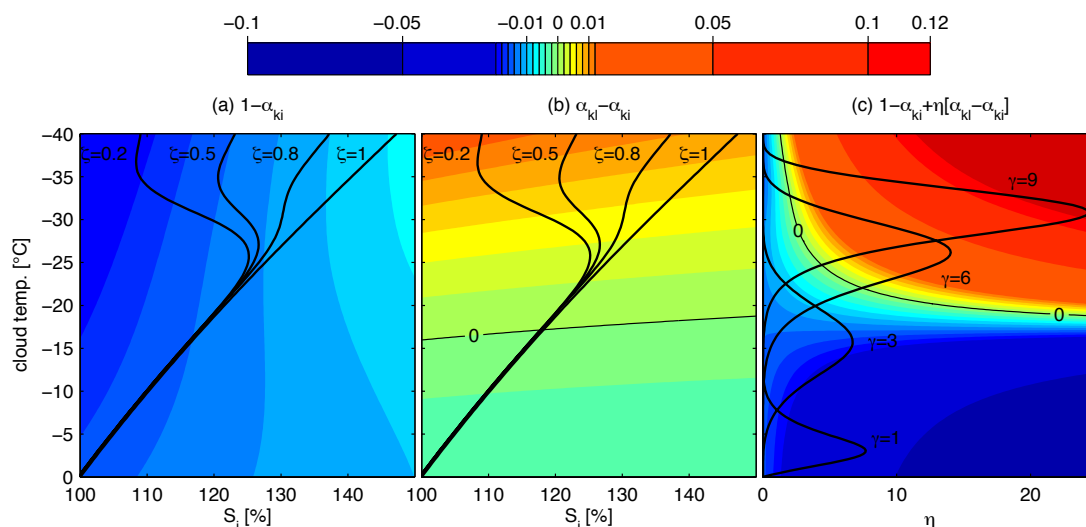 −0.1 −0.05 −0.01 0 0.01 0.05 0.1 0.12
(a) 1−α_ki (b) α_kl−α_ki (c) 1−α_ki+η[α_kl−α_ki]
−40 ζ=0.2 ζ=0.5 ζ=0.8 ζ=1 ζ=0.2 ζ=0.5 ζ=0.8 ζ=1
−35 γ=9
−30 0
−25 γ=6
−20 0
−15 0 γ=3
−10
−5 γ=1
0
cloud temp. [°C]
100 110 120 130 140 100 110 120 130 140 0 10 20
S_i [%] S_i [%] η